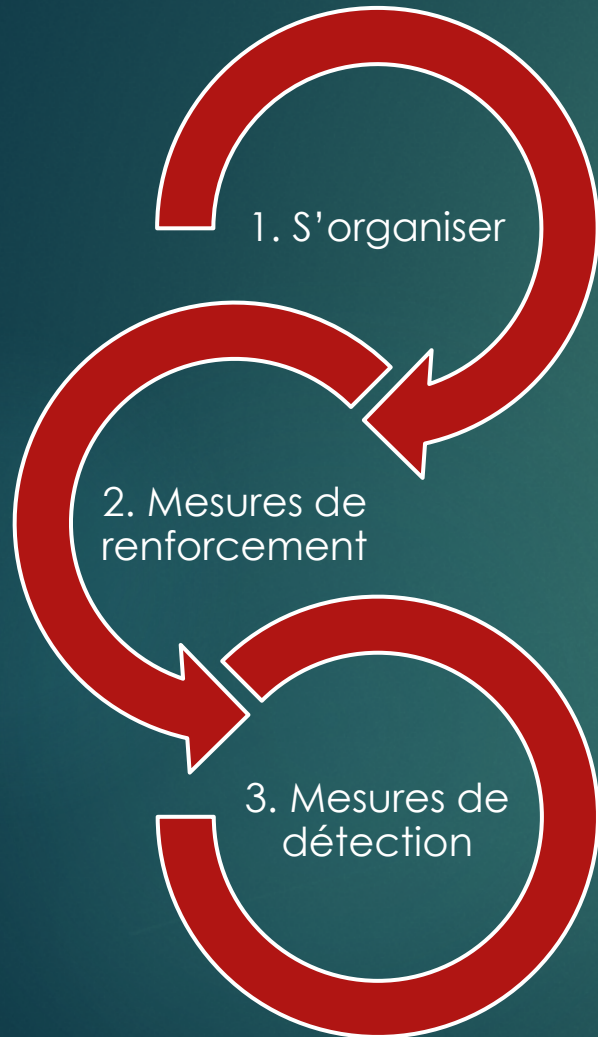 1. S’organiser
2. Mesures de
renforcement
3. Mesures de
détection